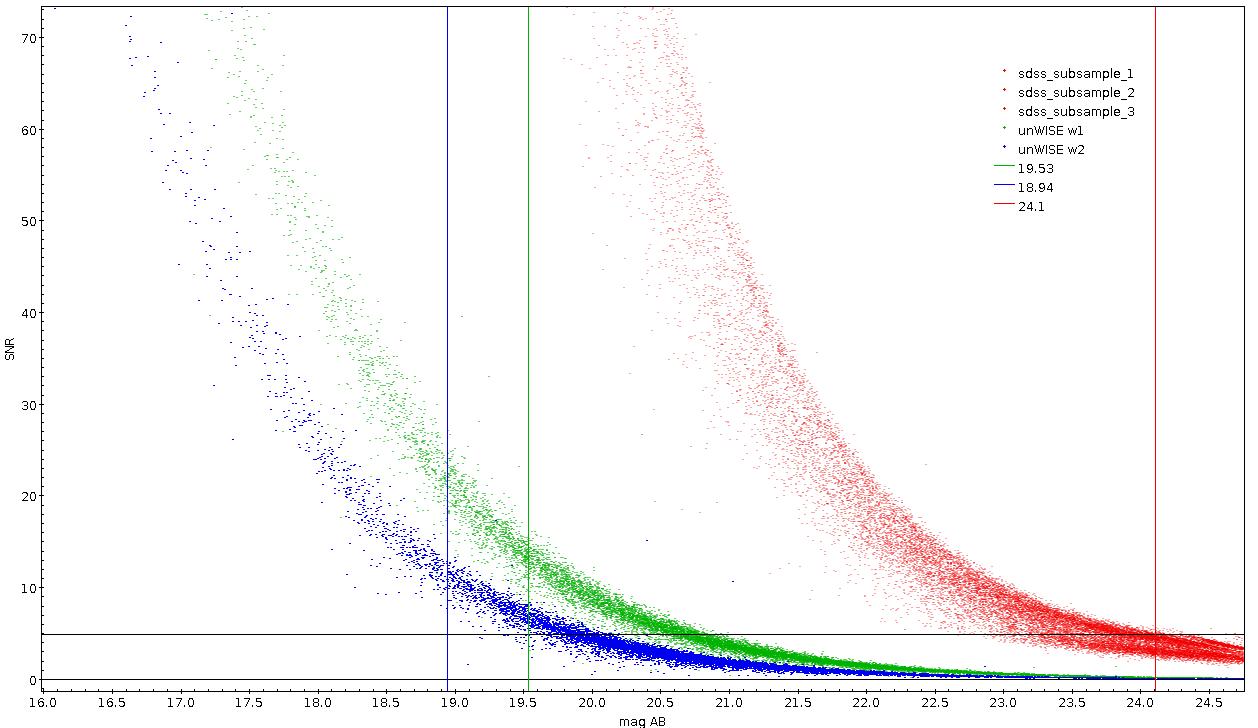 70
60
50
40
30
20
10
0
SNR
sdss_subsample_1
sdss_subsample_2
sdss_subsample_3
unWISE w1
unWISE w2
19.53
18.94
24.1
16.0 16.5 17.0 17.5 18.0 18.5 19.0 19.5 20.0 20.5 21.0 21.5 22.0 22.5 23.0 23.5 24.0 24.5
mag AB